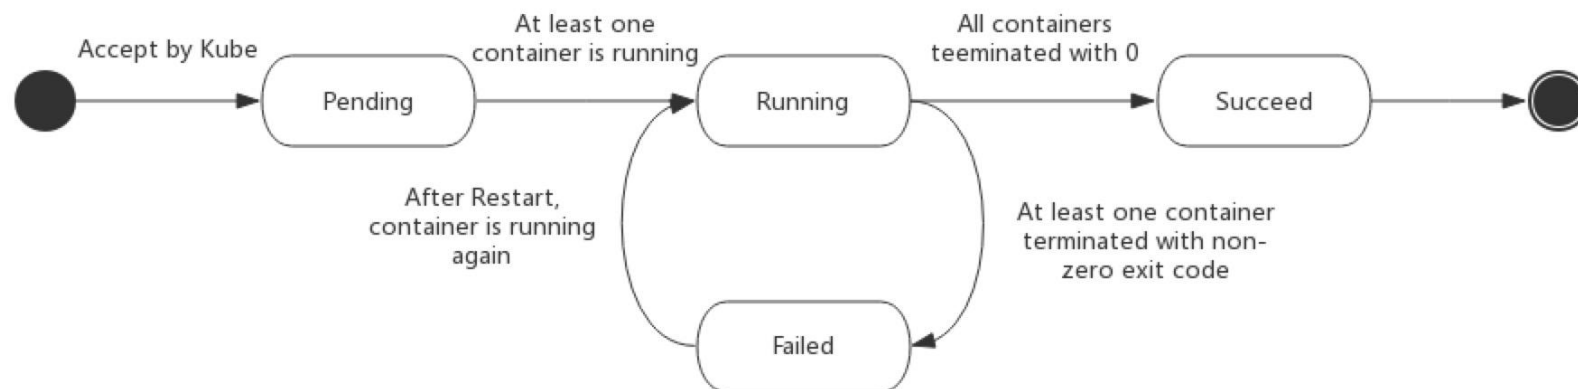 Accept by Kube
At least one
container is running
All containers
teeminated with 0
Pending
Running
Succeed
After Restart,
container is running
again
At least one container
terminated with non-
zero exit code
Failed